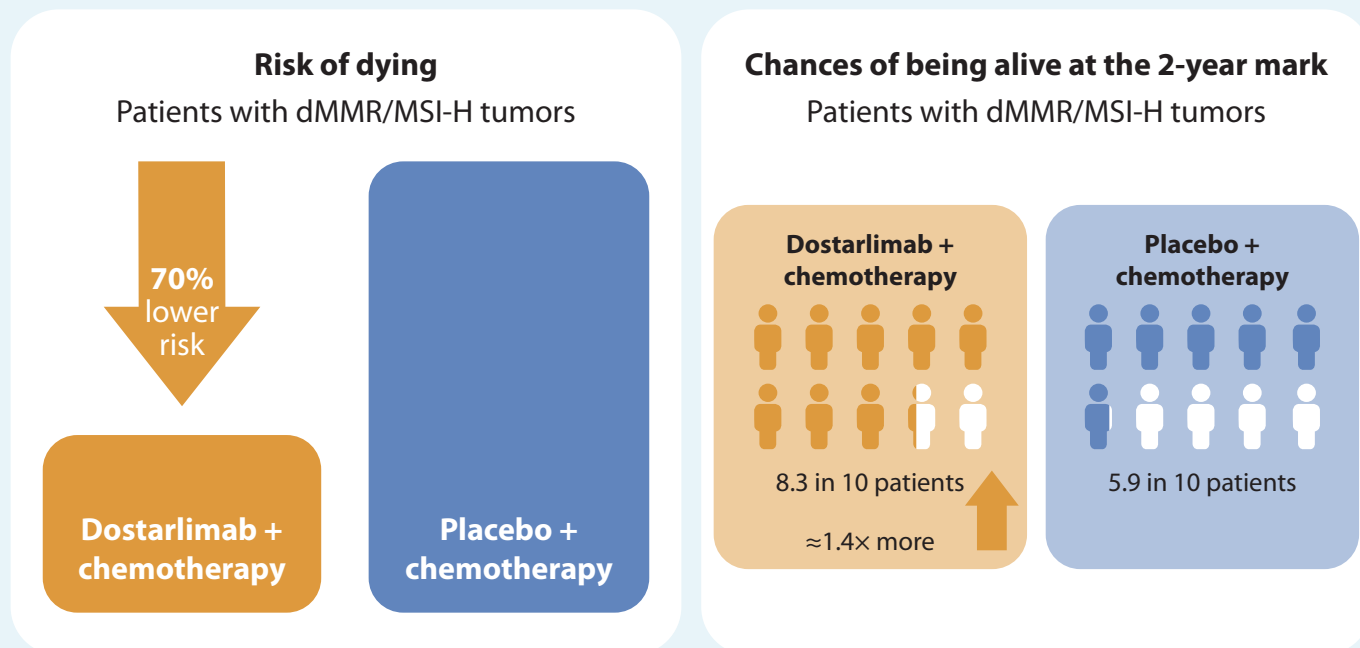 Risk of dying
Patients with dMMR/MSI-H tumors
70%
lower
risk
Dostarlimab +
chemotherapy
Placebo +
chemotherapy
Chances of being alive at the 2-year mark
Patients with dMMR/MSI-H tumors
Dostarlimab +
chemotherapy
8.3 in 10 patients
≈1.4× more
Placebo +
chemotherapy
5.9 in 10 patients